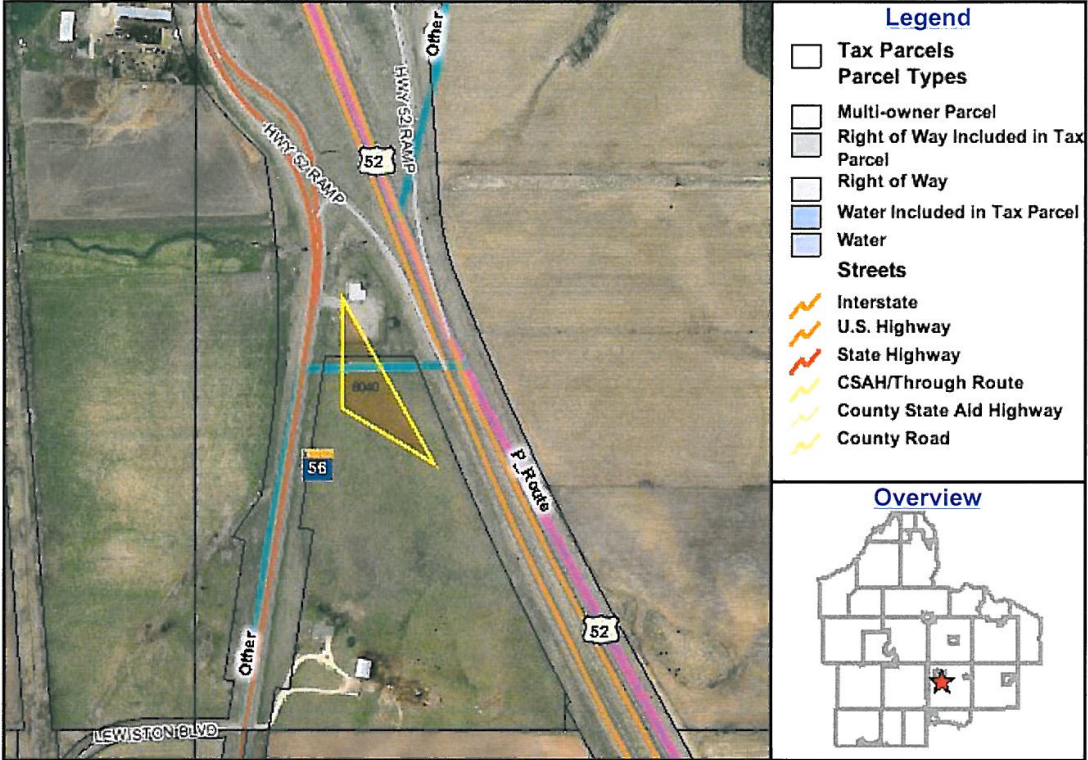 Other
HWY 52 RAMP
HWY 52 RAMP
52
6040
56
P_Route
52
Other
LEWISTON BLVD
Legend
Tax Parcels
Parcel Types
Multi-owner Parcel
Right of Way Included in Tax
Parcel
Right of Way
Water Included in Tax Parcel
Water
Streets
Interstate
U.S. Highway
State Highway
CSAH/Through Route
County State Aid Highway
County Road
Overview